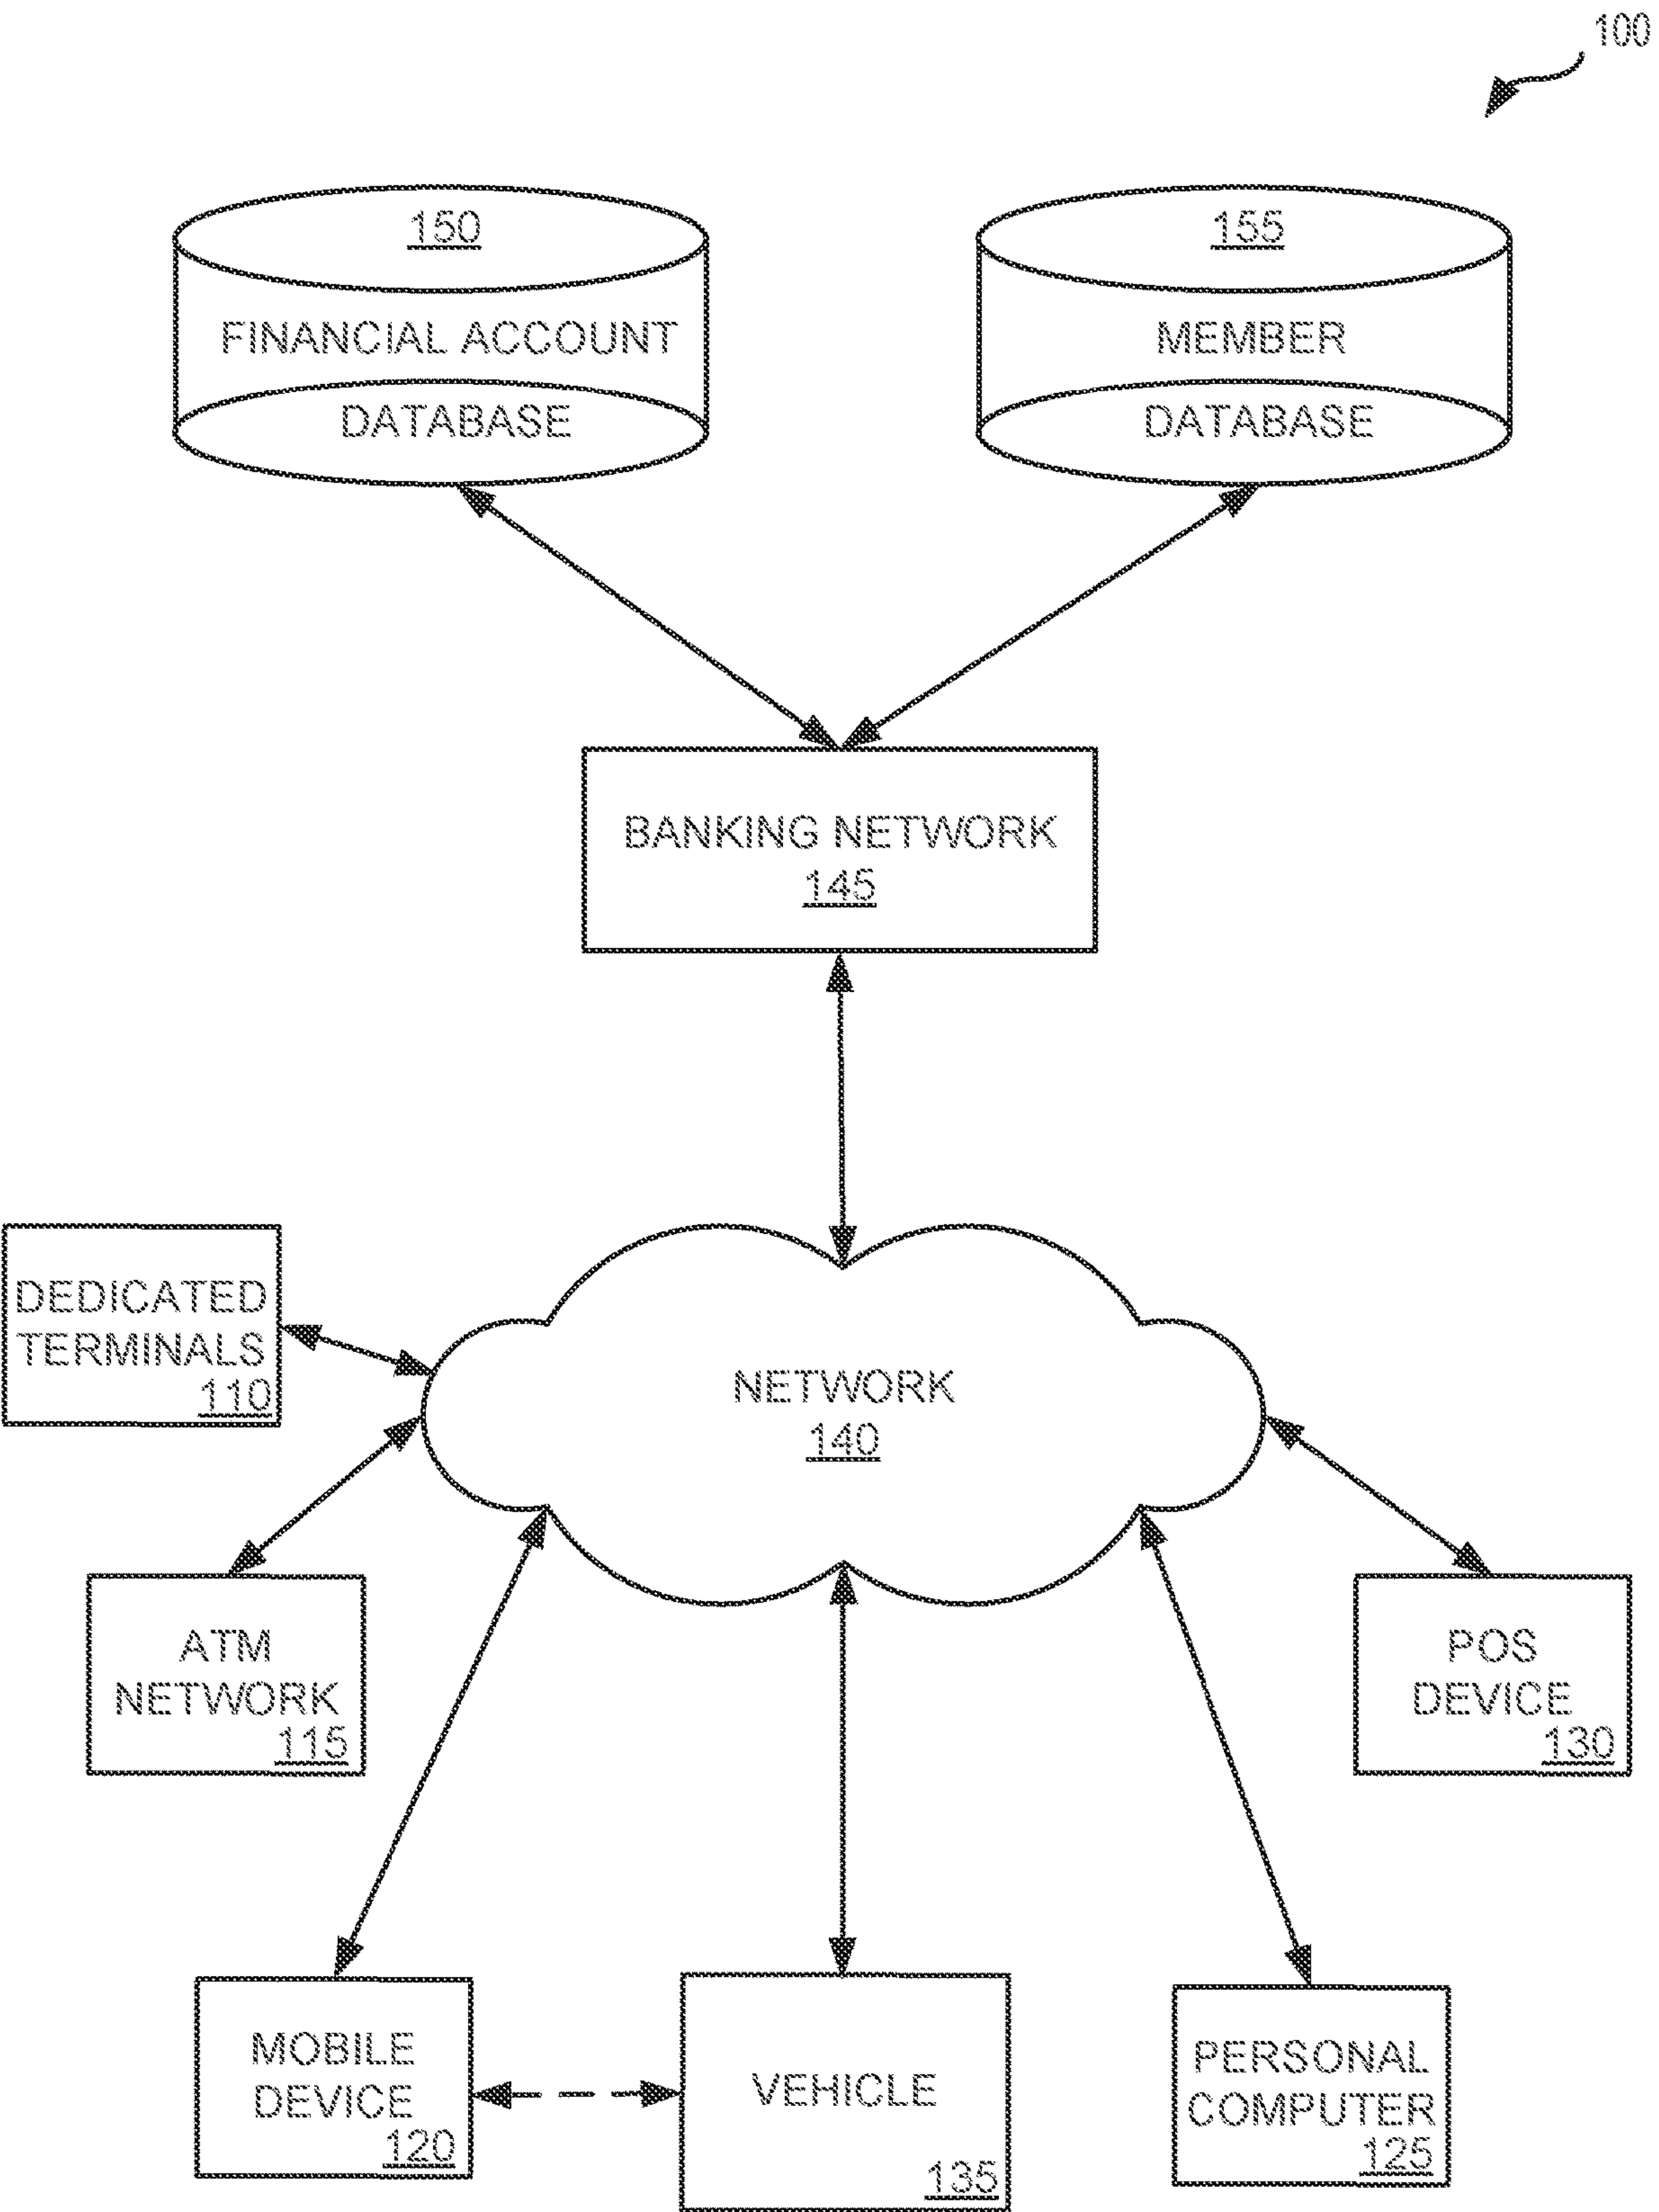 100
150
FINANCIAL ACCOUNT
DATABASE
155
MEMBER
DATABASE
BANKING NETWORK
145
DEDICATED
TERMINALS
110
NETWORK
140
ATM
NETWORK
115
POS
DEVICE
130
MOBILE
DEVICE
120
VEHICLE
135
PERSONAL
COMPUTER
125